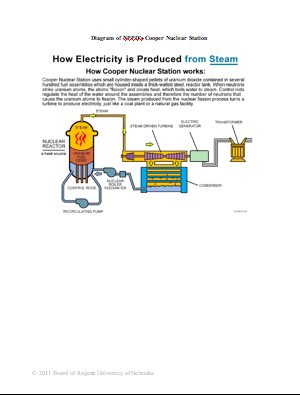 Diagram of Cooper Nuclear Station
How Electricity is Produced from Steam
How Cooper Nuclear Station works:
Cooper Nuclear Station uses small cylinder-shaped pellets of uranium dioxide contained in several
hundred fuel assemblies which are housed inside a thick-walled steel, reactor tank. When neutrons
strike uranium atoms, the atoms "fission" and create heat, which boils water to steam. Control rods
regulate the heat of the water around the assemblies and therefore the number of neutrons that
cause the uranium atoms to fission. The steam produced from the nuclear fission process turns a
turbine to produce electricity, just like a coal plant or a natural gas facility.
STEAM
ELECTRIC
GENERATOR
TRANSFORMER
STEAM DRIVEN TURBINE
STEAM
NUCLEAR
REACTOR
a heat source
URANIUM
FUEL
CORE
NUCLEAR
BOILER
FEEDWATER
CONTROL RODS
CONDENSER
RECIRCULATING PUMP
© 2011 Board of Regents University of Nebraska